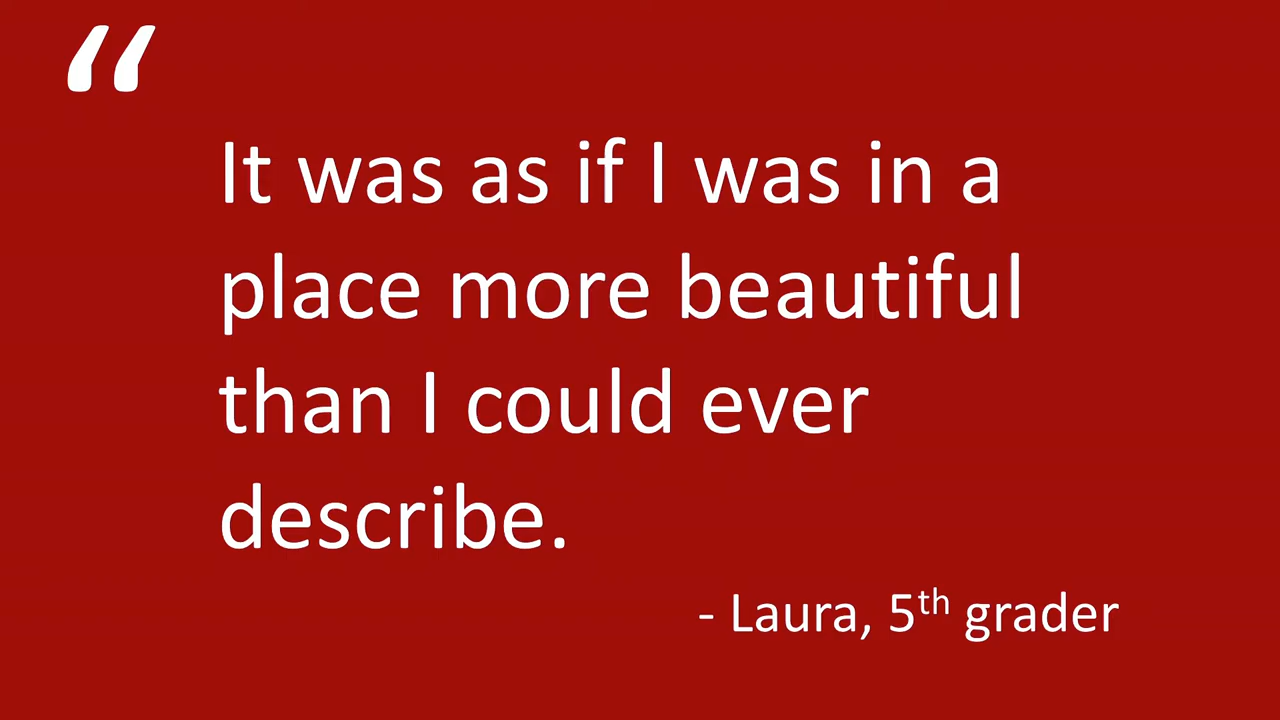 “
It was as if I was in a
place more beautiful
than I could ever
describe.
- Laura, 5th grader